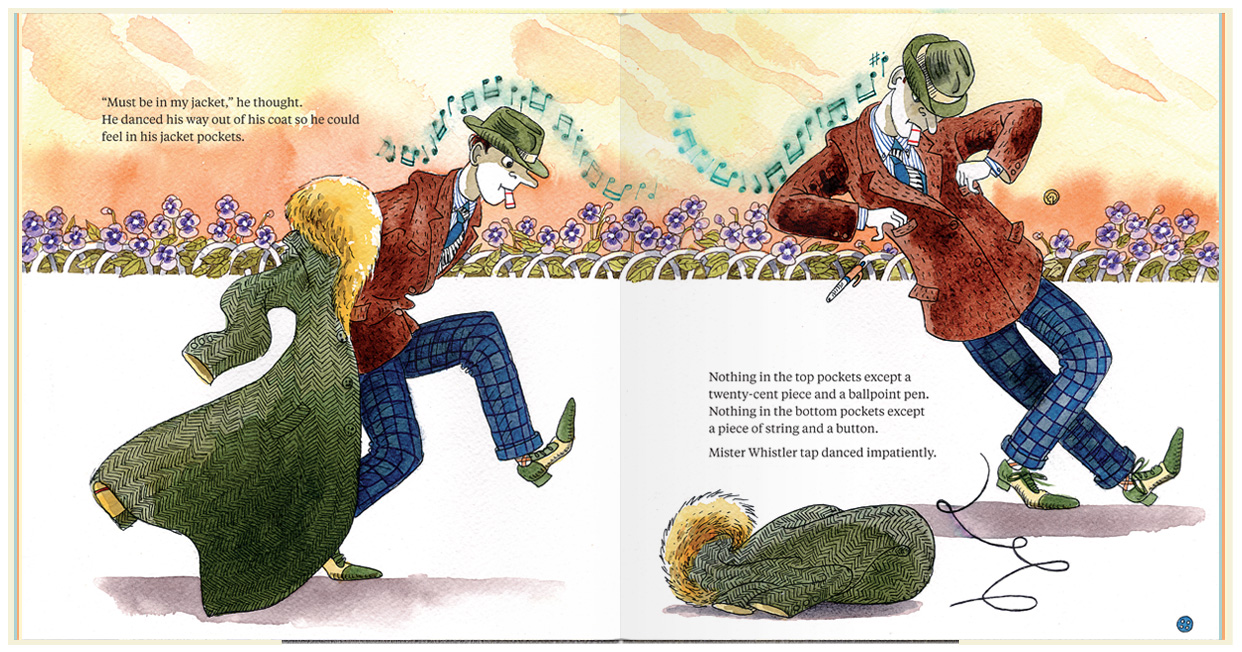 “Must be in my jacket,” he thought.
He danced his way out of his coat so he could
feel in his jacket pockets.
Nothing in the top pockets except a
twenty-cent piece and a ballpoint pen.
Nothing in the bottom pockets except
a piece of string and a button.
Mister Whistler tap danced impatiently.